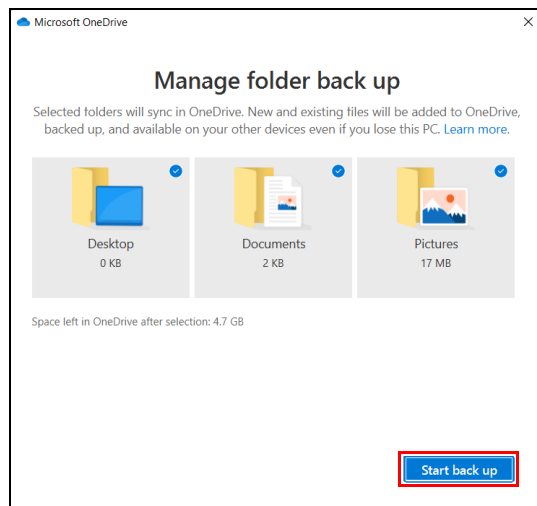 Microsoft OneDrive
Manage folder back up
Selected folders will sync in OneDrive. New and existing files will be added to OneDrive,
backed up, and available on your other devices even if you lose this PC. Learn more.
Desktop
0 KB
Documents
2 KB
Pictures
17 MB
Space left in OneDrive after selection: 4.7 GB
Start back up